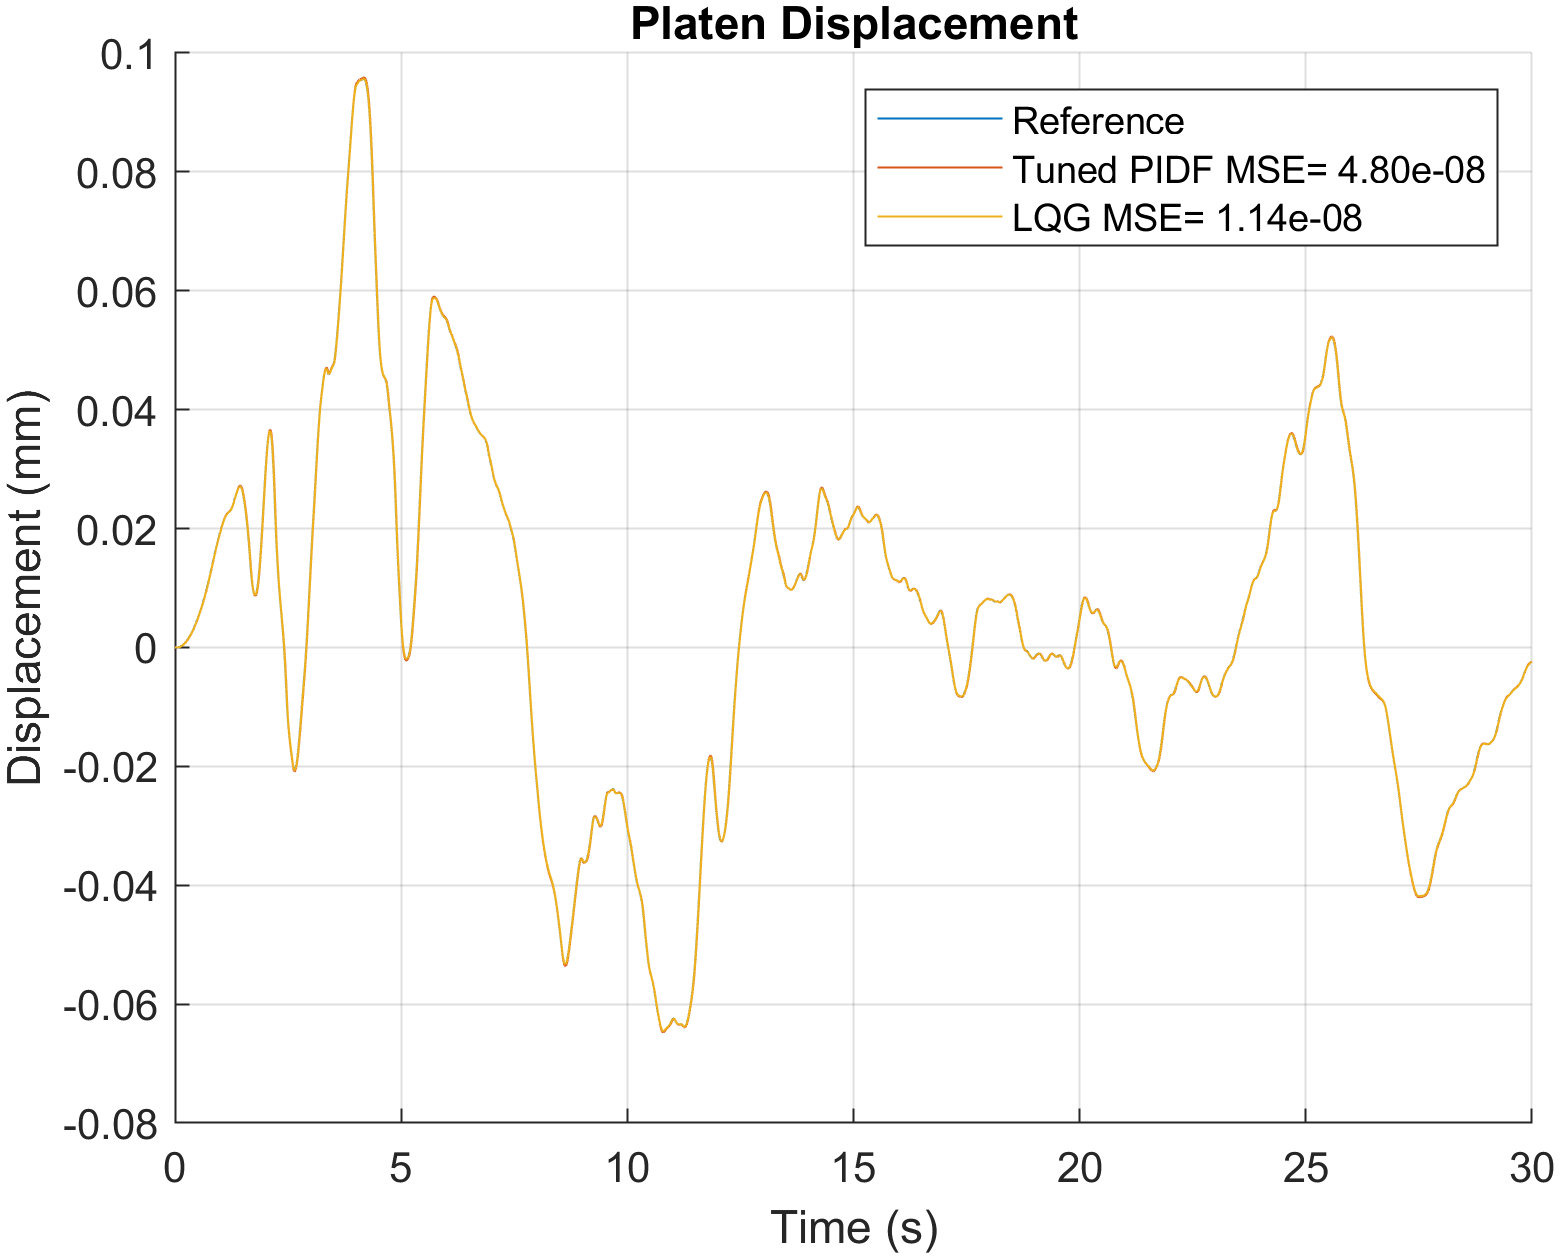 Platen Displacement
0.1
0.08
0.06
0.04
0.02
0
-0.02
-0.04
-0.06
-0.08
Displacement (mm)
Reference
Tuned PIDF MSE= 4.80e-08
LQG MSE= 1.14e-08
0 5 10 15 20 25 30
Time (s)